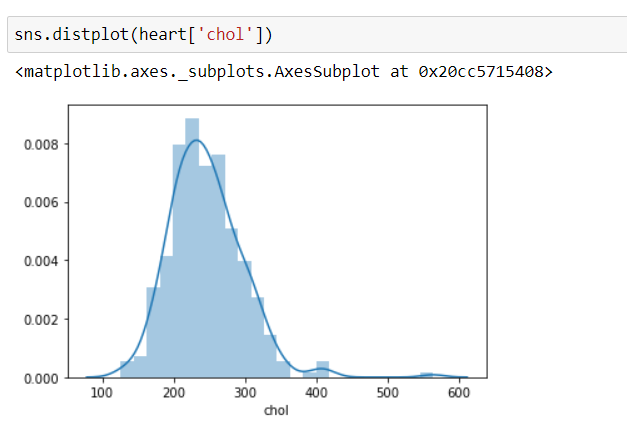 sns.distplot(heart['chol'])
<matplotlib.axes._subplots.AxesSubplot at 0x20cc5715408>
0.008
0.006
0.004
0.002
0.000
100 200 300 400 500 600
chol